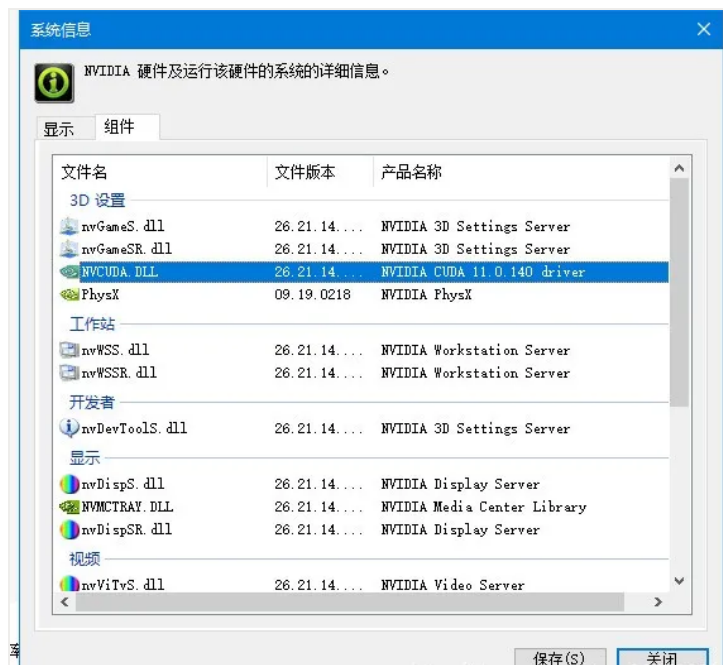 系统信息
NVIDIA 硬件及运行该硬件的系统的详细信息。
显示 组件
文件名 文件版本 产品名称
3D 设置
nvGameS.dll 26.21.14.... NVIDIA 3D Settings Server
nvGameSR.dll 26.21.14.... NVIDIA 3D Settings Server
NVCUDA.DLL 26.21.14.... NVIDIA CUDA 11.0.140 driver
PhysX 09.19.0218 NVIDIA PhysX
工作站
nvWSS.dll 26.21.14.... NVIDIA Workstation Server
nvWSSR.dll 26.21.14.... NVIDIA Workstation Server
开发者
nvDevToolS.dll 26.21.14.... NVIDIA 3D Settings Server
显示
nvDispS.dll 26.21.14.... NVIDIA Display Server
NVMCTRAY.DLL 26.21.14.... NVIDIA Media Center Library
nvDispSR.dll 26.21.14.... NVIDIA Display Server
视频
nvViTvS.dll 26.21.14.... NVIDIA Video Server
保存(S) 关闭